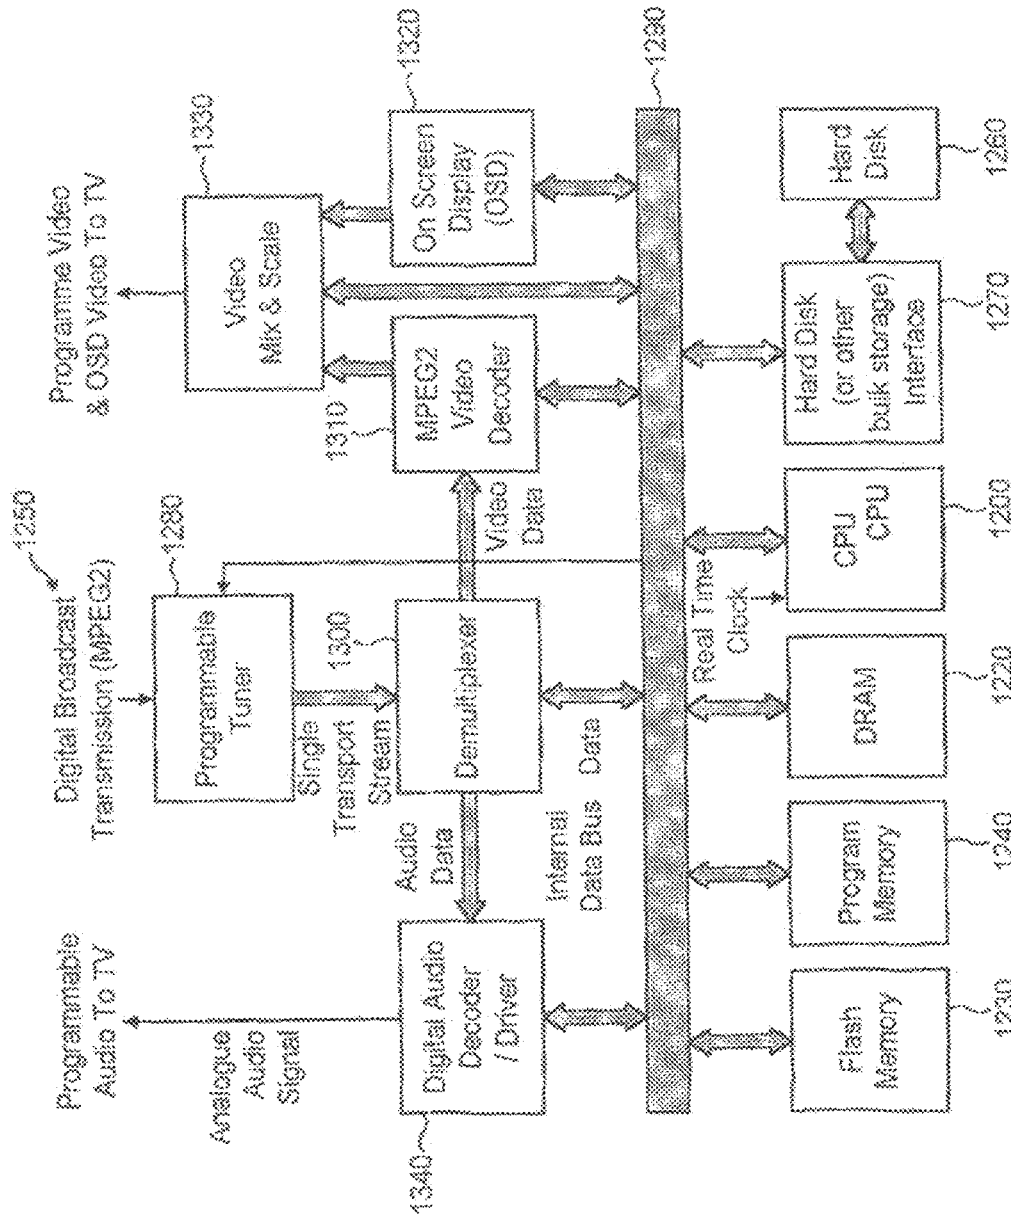 Programmable
Audio To TV
Analogue
Audio
Signal
1340
Digital Audio
Decoder
/ Driver
Digital Broadcast
Transmission (MPEG2)
1250
1280
Programmable
Tuner
Single
Transport
Stream
Audio
Data
1300
Demultiplexer
Video
Data
Programme Video
& OSD Video To TV
1330
Video
Mix & Scale
1310
MPEG2
Video
Decoder
1320
On Screen
Display
(OSD)
Internal
Data Bus
Data
1290
Real Time
Clock
Flash
Memory
1230
Program
Memory
1240
DRAM
1220
CPU
CPU
1200
Hard Disk
(or other
bulk storage)
Interface
1270
Hard
Disk
1260